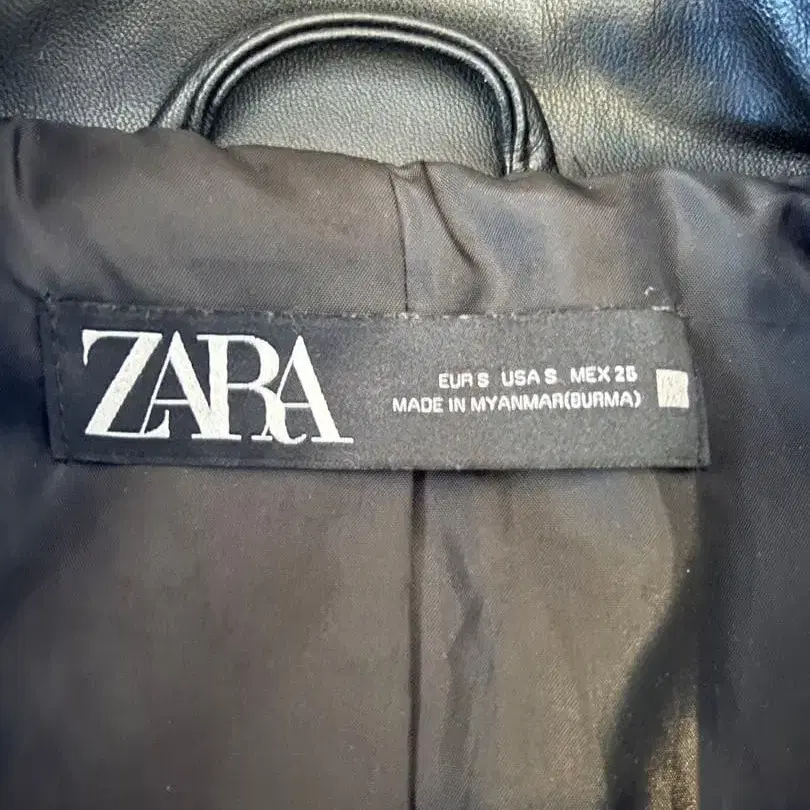 ZARA
EUR S USA S MEX 26
MADE IN MYANMAR(BURMA)